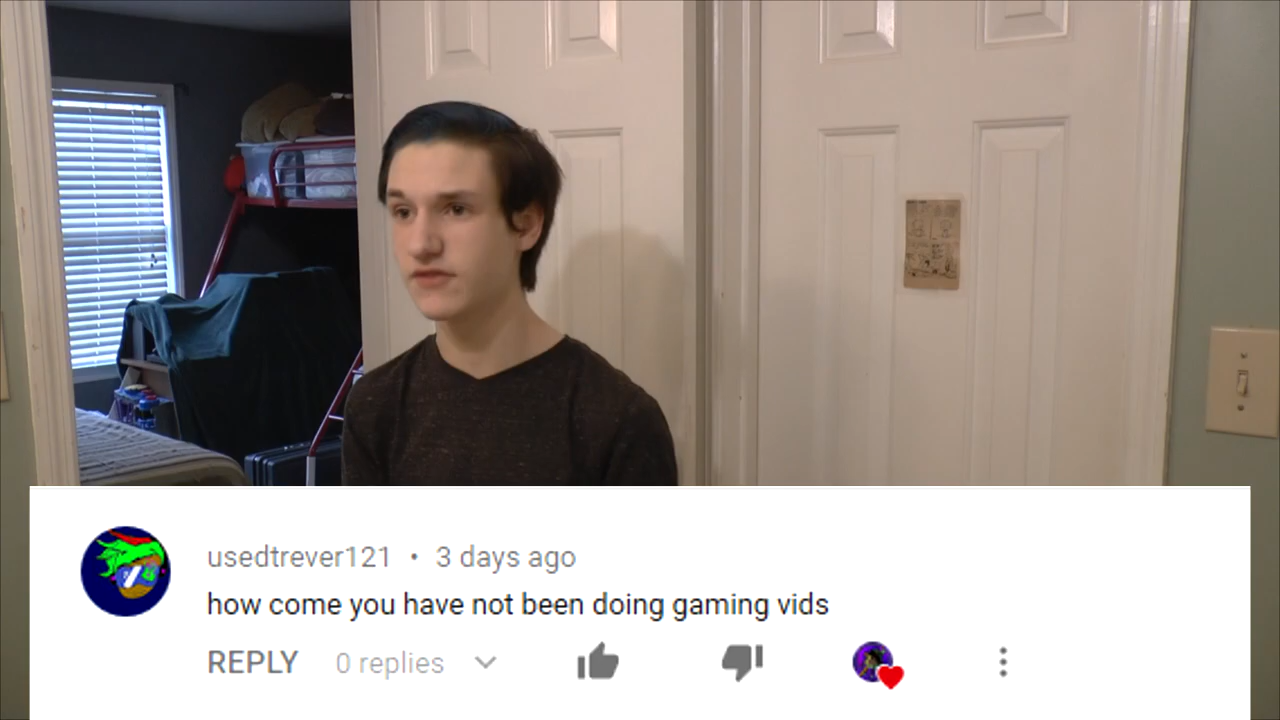 usedtrever121 • 3 days ago
how come you have not been doing gaming vids
REPLY 0 replies